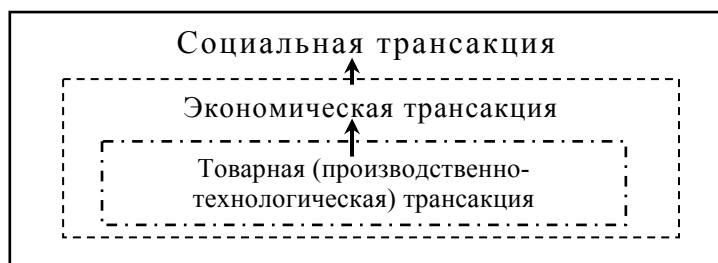 Социальная трансакция
Экономическая трансакция
Товарная (производственно-
технологическая) трансакция